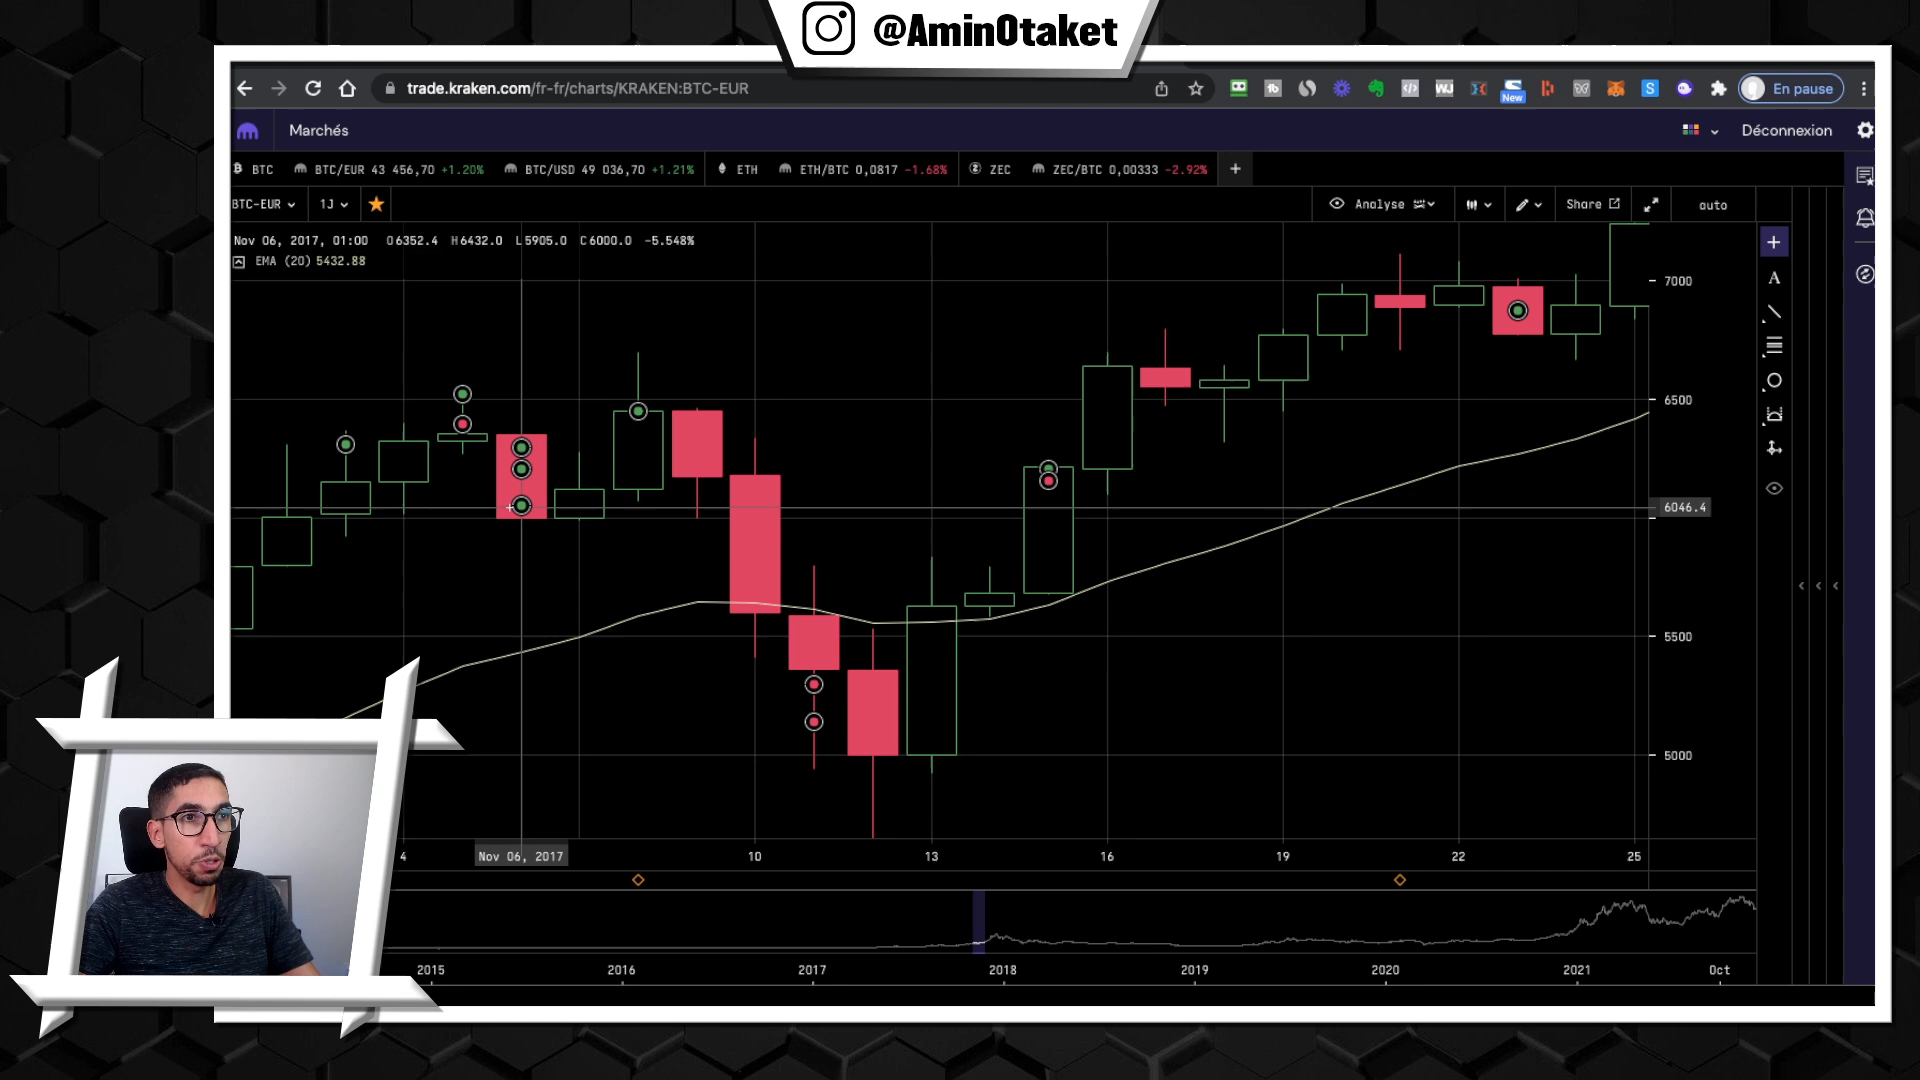 @AminOtaket
trade.kraken.com/fr-fr/charts/KRAKEN:BTC-EUR
New
En pause
Marchés
Déconnexion
BTC BTC/EUR 43 456,70 +1.20% BTC/USD 49 036,70 +1.21% ETH ETH/BTC 0,0817 -1.68% ZEC ZEC/BTC 0,00333 -2.92% +
BTC-EUR 1J Analyse Share auto
Nov 06, 2017, 01:00 O6352.4 H6432.0 L5905.0 C6000.0 -5.548%
EMA (20) 5432.88
7000
6500
6046.4
5500
5000
4 Nov 06, 2017 10 13 16 19 22 25
2015 2016 2017 2018 2019 2020 2021 Oct